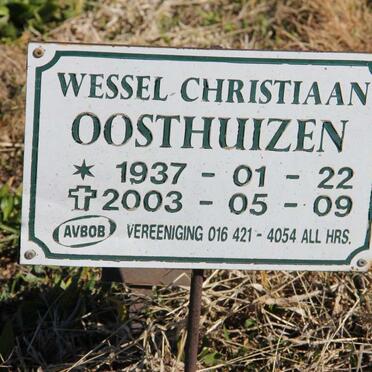 WESSEL CHRISTIAAN
OOSTHUIZEN
✶ 1937 - 01 - 22
✝ 2003 - 05 - 09
AVBOB VEREENIGING 016 421 - 4054 ALL HRS.